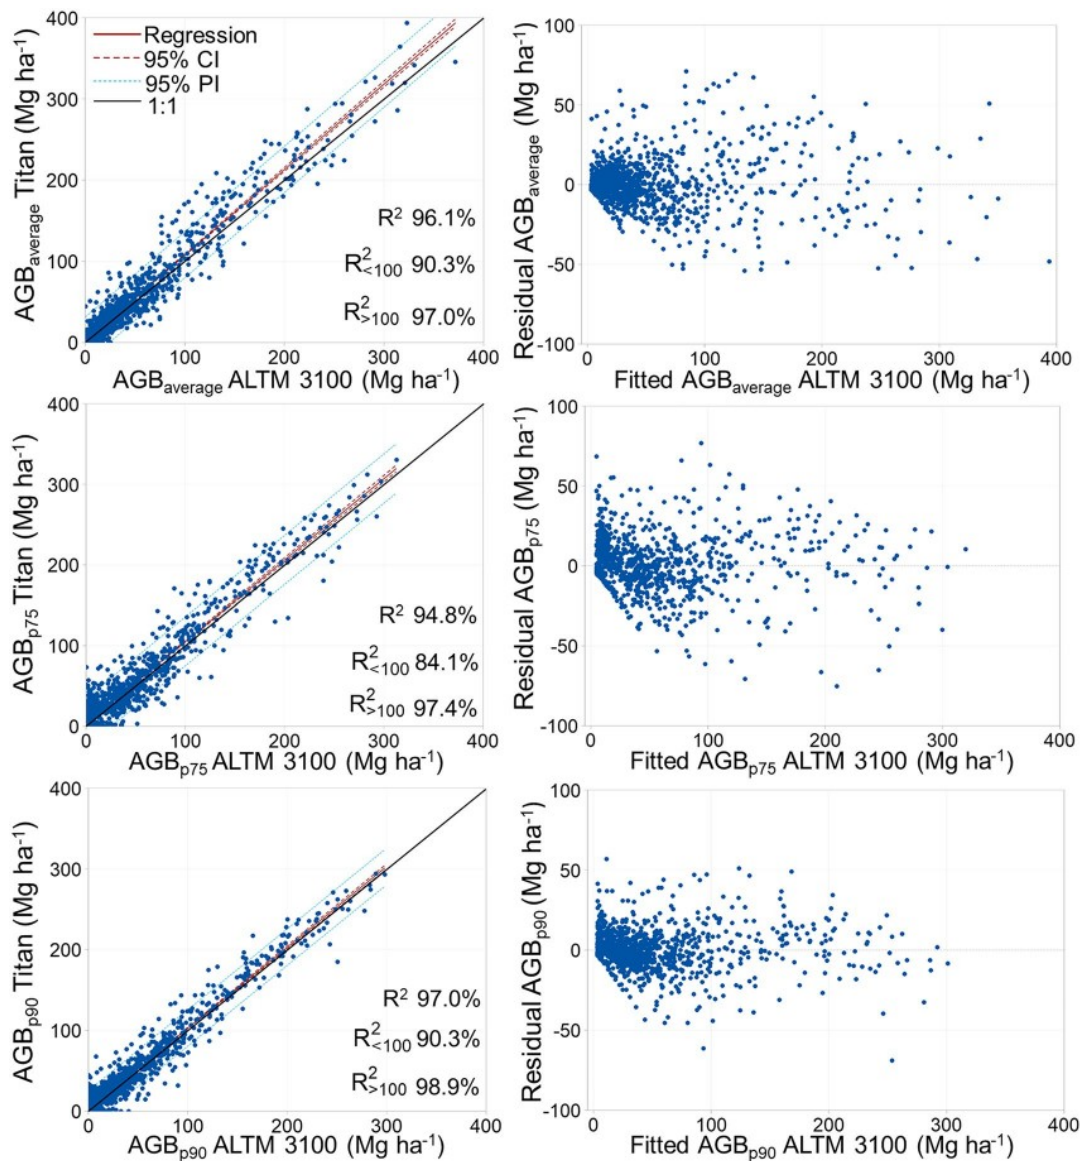 400
300
200
100
0
AGBaverage Titan (Mg ha-1)
Regression
95% CI
95% PI
1:1
R2 96.1%
R2<100 90.3%
R2>100 97.0%
0 100 200 300 400
AGBaverage ALTM 3100 (Mg ha-1)
100
50
0
-50
-100
Residual AGBaverage (Mg ha-1)
0 100 200 300 400
Fitted AGBaverage ALTM 3100 (Mg ha-1)
400
300
200
100
0
AGBp75 Titan (Mg ha-1)
R2 94.8%
R2<100 84.1%
R2>100 97.4%
0 100 200 300 400
AGBp75 ALTM 3100 (Mg ha-1)
100
50
0
-50
-100
Residual AGBp75 (Mg ha-1)
0 100 200 300 400
Fitted AGBp75 ALTM 3100 (Mg ha-1)
400
300
200
100
0
AGBp90 Titan (Mg ha-1)
R2 97.0%
R2<100 90.3%
R2>100 98.9%
0 100 200 300 400
AGBp90 ALTM 3100 (Mg ha-1)
100
50
0
-50
-100
Residual AGBp90 (Mg ha-1)
0 100 200 300 400
Fitted AGBp90 ALTM 3100 (Mg ha-1)